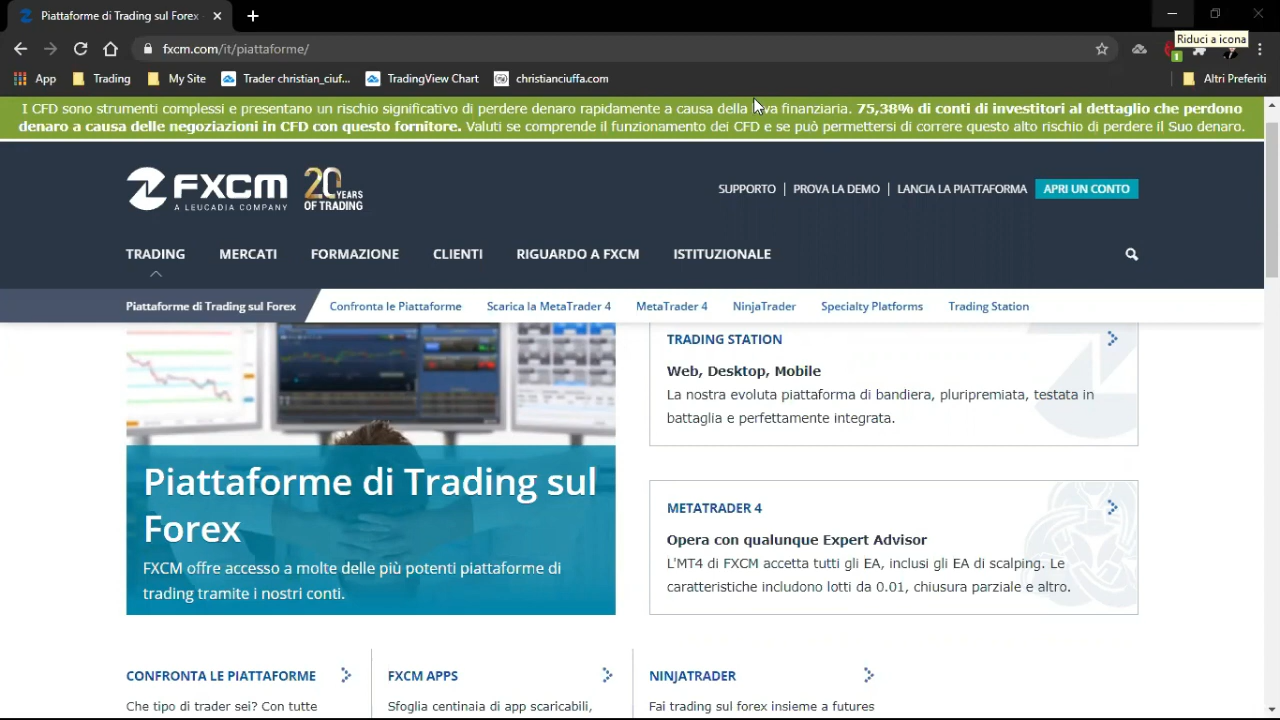 Piattaforme di Trading sul Forex
Riduci a icona
fxcm.com/it/piattaforme/
1
App
Trading
My Site
Trader christian_ciuf...
TradingView Chart
christianciuffa.com
Altri Preferiti
I CFD sono strumenti complessi e presentano un rischio significativo di perdere denaro rapidamente a causa della va finanziaria. 75,38% di conti di investitori al dettaglio che perdono
denaro a causa delle negoziazioni in CFD con questo fornitore. Valuti se comprende il funzionamento dei CFD e se può permettersi di correre questo alto rischio di perdere il Suo denaro.
FXCM
A LEUCADIA COMPANY
20 YEARS
OF TRADING
SUPPORTO
PROVA LA DEMO
LANCIA LA PIATTAFORMA
APRI UN CONTO
TRADING
MERCATI
FORMAZIONE
CLIENTI
RIGUARDO A FXCM
ISTITUZIONALE
Piattaforme di Trading sul Forex
Confronta le Piattaforme
Scarica la MetaTrader 4
MetaTrader 4
NinjaTrader
Specialty Platforms
Trading Station
Piattaforme di Trading sul
Forex
FXCM offre accesso a molte delle più potenti piattaforme di
trading tramite i nostri conti.
TRADING STATION
Web, Desktop, Mobile
La nostra evoluta piattaforma di bandiera, pluripremiata, testata in
battaglia e perfettamente integrata.
METATRADER 4
Opera con qualunque Expert Advisor
L'MT4 di FXCM accetta tutti gli EA, inclusi gli EA di scalping. Le
caratteristiche includono lotti da 0.01, chiusura parziale e altro.
CONFRONTA LE PIATTAFORME
Che tipo di trader sei? Con tutte
FXCM APPS
Sfoglia centinaia di app scaricabili,
NINJATRADER
Fai trading sul forex insieme a futures